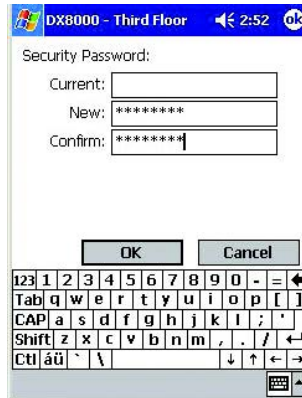 DX8000 - Third Floor 2:52 ok
Security Password:
Current:
New: ********
Confirm: ********
OK Cancel
123 1 2 3 4 5 6 7 8 9 0 - =
Tab q w e r t y u i o p [ ]
CAP a s d f g h j k l ; '
Shift z x c v b n m , . /
Ctl áü ` \ ↓ ↑ ← →